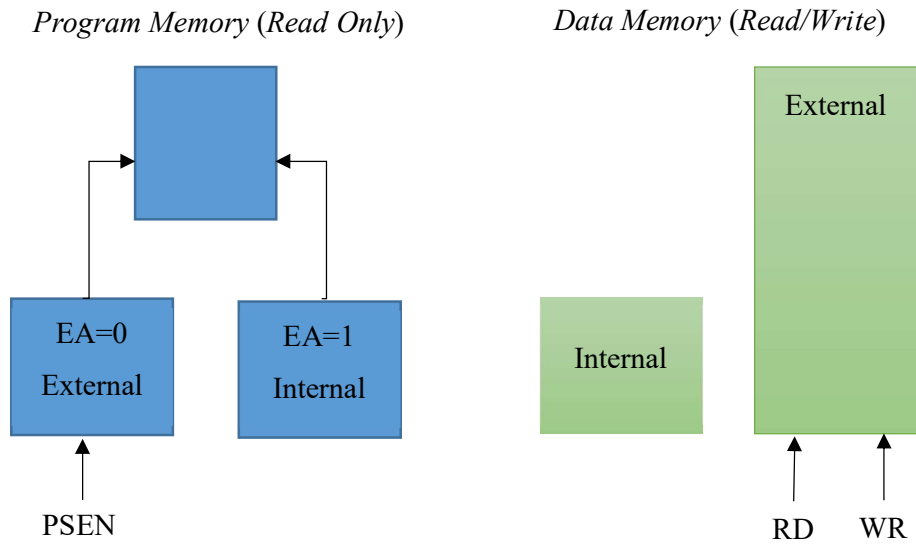 Program Memory (Read Only)
Data Memory (Read/Write)
External
EA=0
External
EA=1
Internal
Internal
PSEN
RD
WR